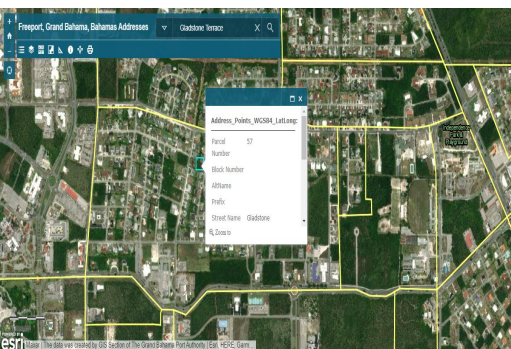 Freeport, Grand Bahama, Bahamas Addresses
Gladstone Terrace
Address_Points_WGS84_LatLong:
Parcel Number 57
Block Number
AltName
Prefix
Street Name Gladstone
Zoom to
Independence Park & Playground
POWERED BY
esri
Maxar | The data was created by GIS Section of The Grand Bahama Port Authority | Esri, HERE, Garm...